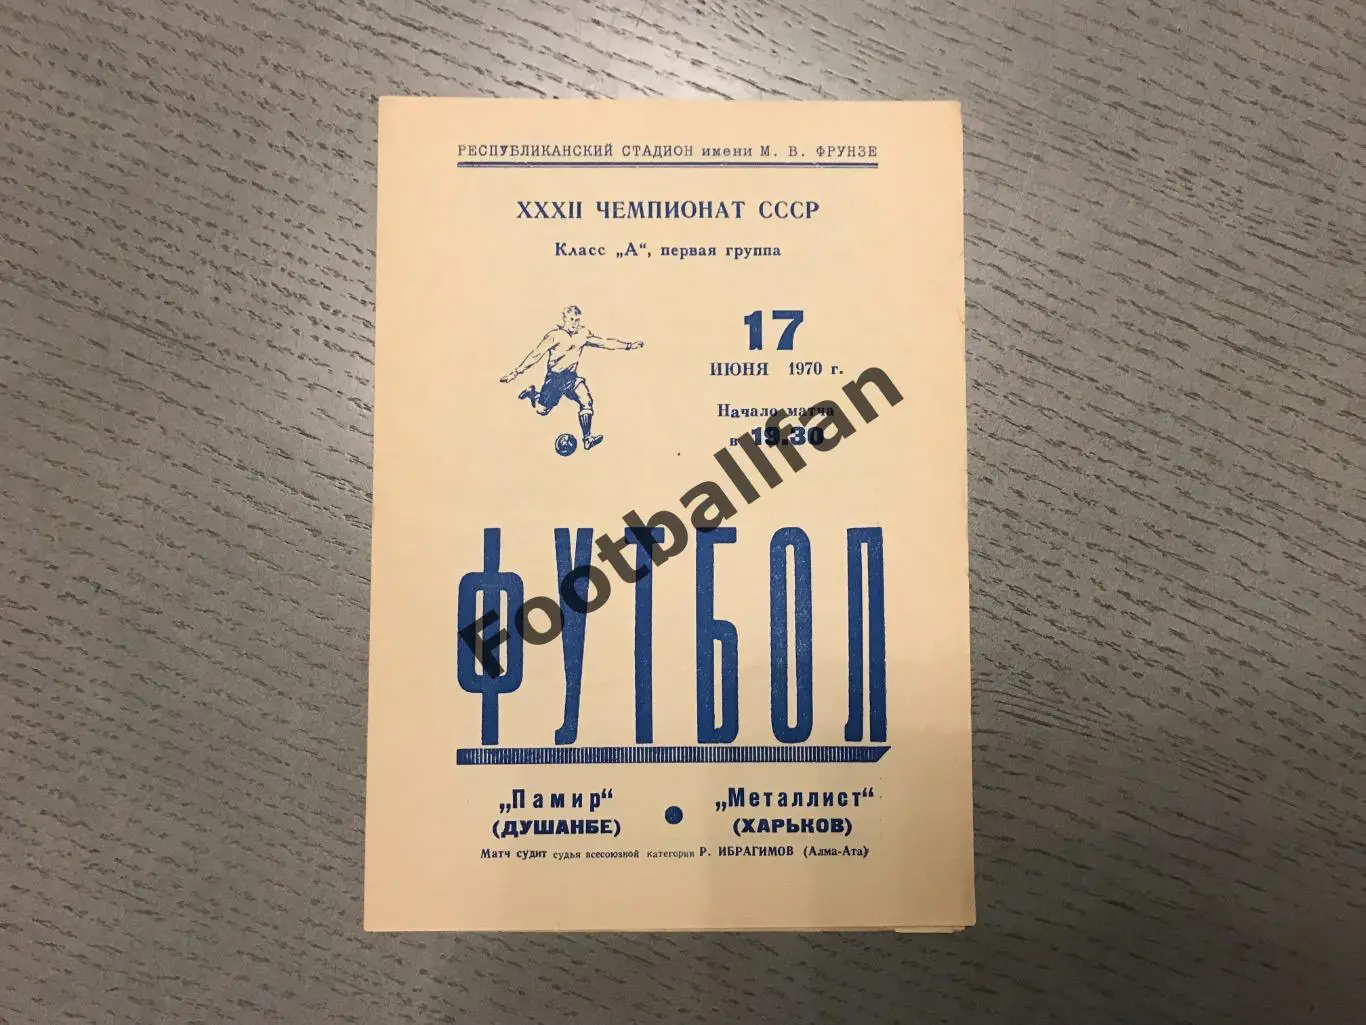 РЕСПУБЛИКАНСКИЙ СТАДИОН имени М. В. ФРУНЗЕ
XXXII ЧЕМПИОНАТ СССР
Класс „А“, первая группа
17
ИЮНЯ 1970 г.
Начало матча
в 19.30
Footballfan
ФУТБОЛ
„Памир“ • „Металлист“
(ДУШАНБЕ) (ХАРЬКОВ)
Матч судит судья всесоюзной категории Р. ИБРАГИМОВ (Алма-Ата)